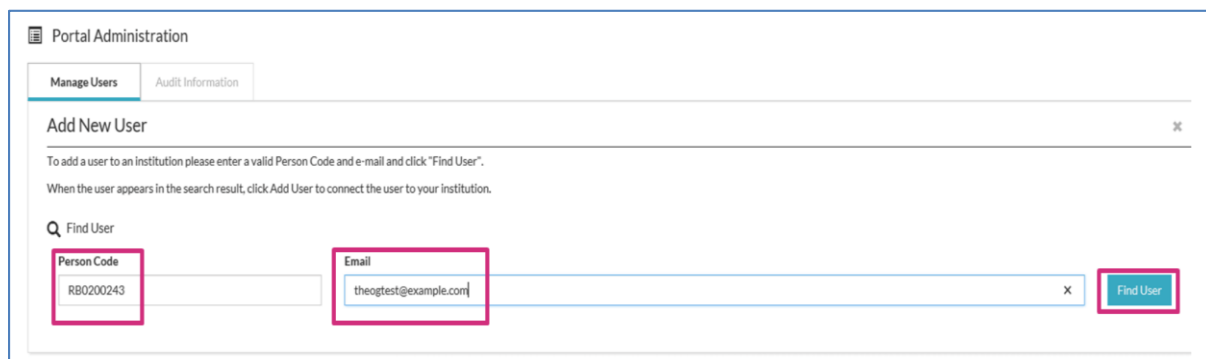 Portal Administration
Manage Users
Audit Information
Add New User
×
To add a user to an institution please enter a valid Person Code and e-mail and click "Find User".
When the user appears in the search result, click Add User to connect the user to your institution.
Find User
Person Code
Email
RB0200243
theogtest@example.com
×
Find User